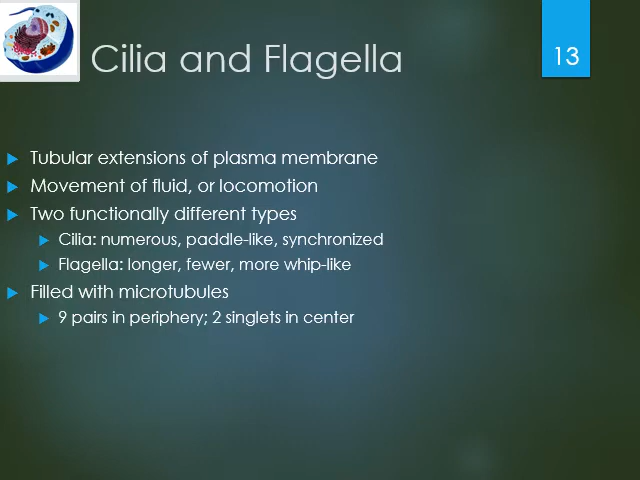 Cilia and Flagella
13
Tubular extensions of plasma membrane
Movement of fluid, or locomotion
Two functionally different types
Cilia: numerous, paddle-like, synchronized
Flagella: longer, fewer, more whip-like
Filled with microtubules
9 pairs in periphery; 2 singlets in center